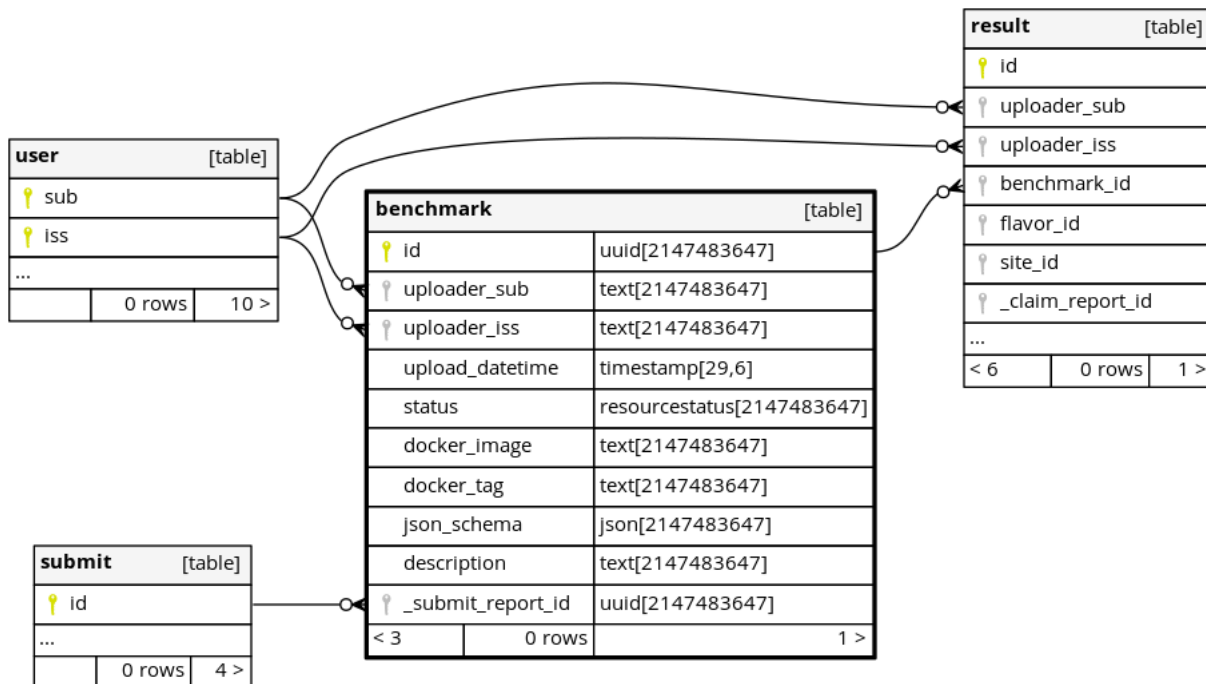 result [table]
id
uploader_sub
uploader_iss
benchmark_id
flavor_id
site_id
_claim_report_id
...
< 6 0 rows 1 >
user [table]
sub
iss
...
0 rows 10 >
benchmark [table]
id uuid[2147483647]
uploader_sub text[2147483647]
uploader_iss text[2147483647]
upload_datetime timestamp[29,6]
status resourcestatus[2147483647]
docker_image text[2147483647]
docker_tag text[2147483647]
json_schema json[2147483647]
description text[2147483647]
_submit_report_id uuid[2147483647]
< 3 0 rows 1 >
submit [table]
id
...
0 rows 4 >